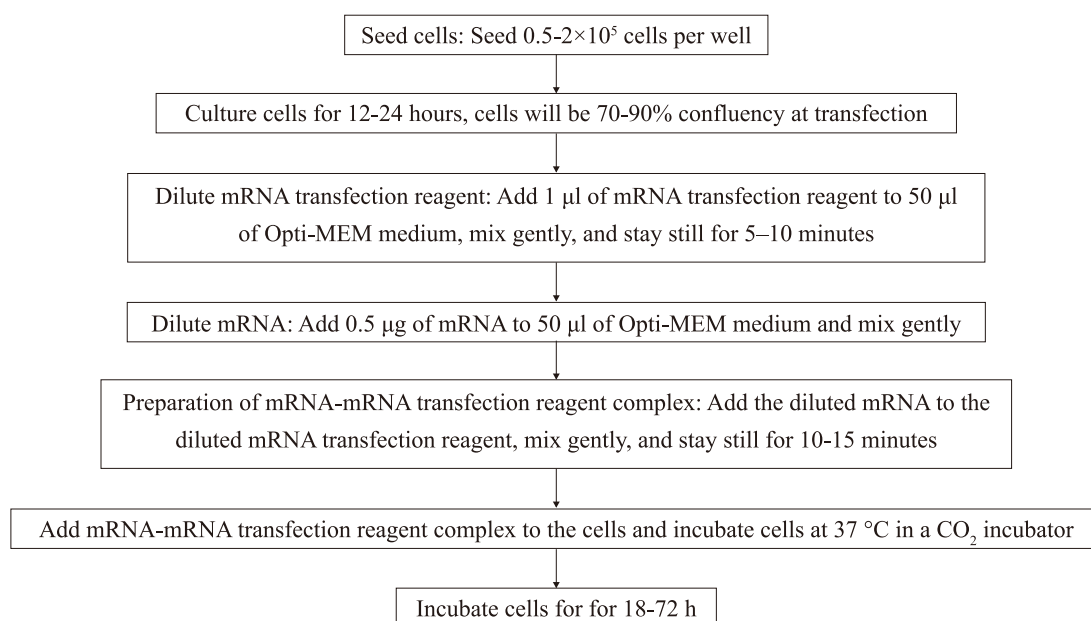 Seed cells: Seed 0.5-2×10⁵ cells per well
Culture cells for 12-24 hours, cells will be 70-90% confluency at transfection
Dilute mRNA transfection reagent: Add 1 μl of mRNA transfection reagent to 50 μl
of Opti-MEM medium, mix gently, and stay still for 5–10 minutes
Dilute mRNA: Add 0.5 μg of mRNA to 50 μl of Opti-MEM medium and mix gently
Preparation of mRNA-mRNA transfection reagent complex: Add the diluted mRNA to the
diluted mRNA transfection reagent, mix gently, and stay still for 10-15 minutes
Add mRNA-mRNA transfection reagent complex to the cells and incubate cells at 37 °C in a CO₂ incubator
Incubate cells for for 18-72 h